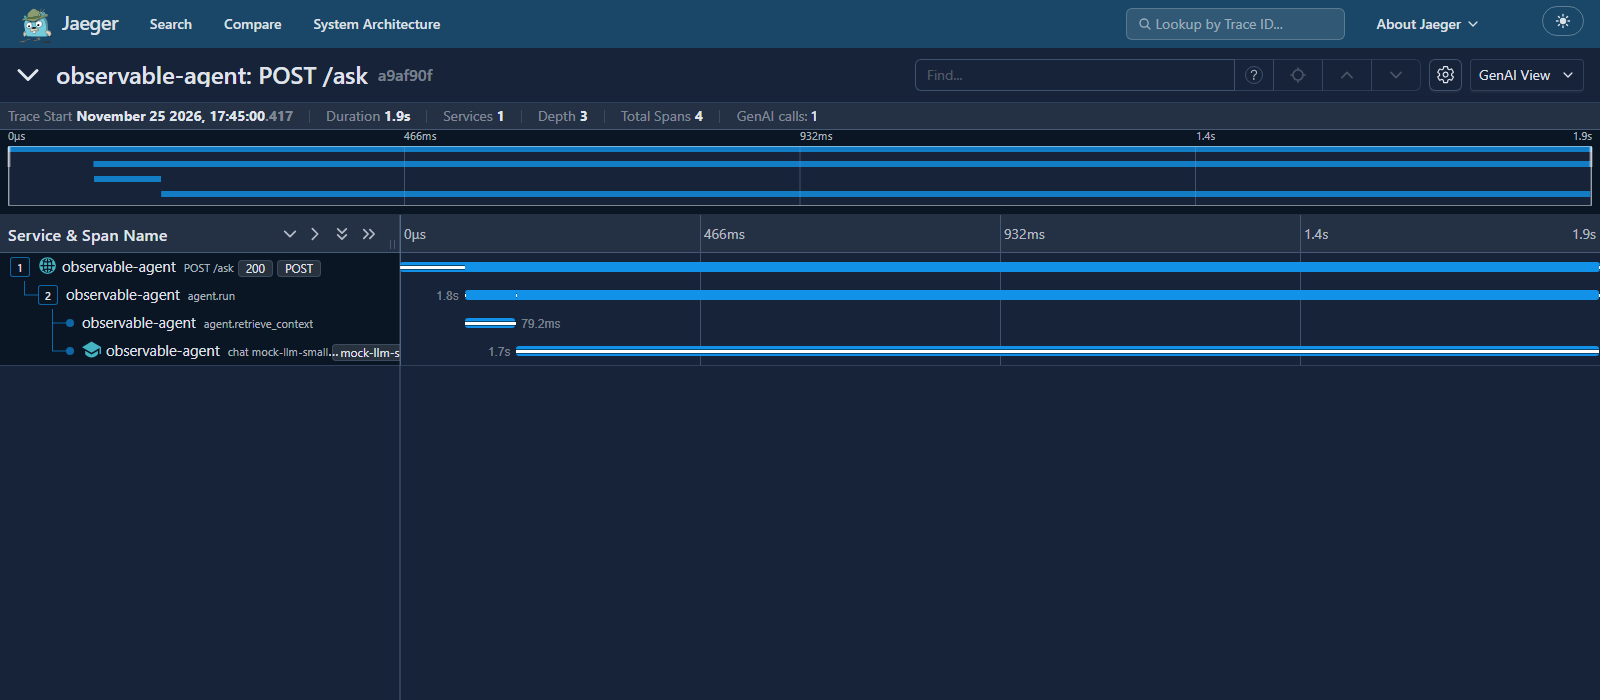 Jaeger Search Compare System Architecture Lookup by Trace ID... About Jaeger
observable-agent: POST /ask a9af90f Find... ? GenAI View
Trace Start November 25 2026, 17:45:00.417 Duration 1.9s Services 1 Depth 3 Total Spans 4 GenAI calls: 1
0μs 466ms 932ms 1.4s 1.9s
Service & Span Name 0μs 466ms 932ms 1.4s 1.9s
1 observable-agent POST /ask 200 POST
2 observable-agent agent.run 1.8s
observable-agent agent.retrieve_context 79.2ms
observable-agent chat mock-llm-small... mock-llm-s 1.7s